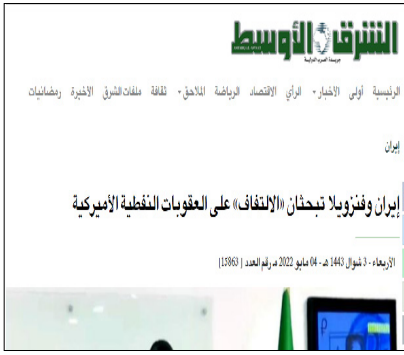 الشرق الأوسط
جريدة العرب الدولية
الرئيسية أولى الأخبار الرأي الاقتصاد الرياضة الملاحق ثقافة ملفات الشرق الأخيرة رمضانيات
إيران
إيران وفنزويلا تبحثان «الالتفاف» على العقوبات النفطية الأميركية
الأربعاء - 3 شوال 1443 هـ - 04 مايو 2022 مـ رقم العدد [15863]